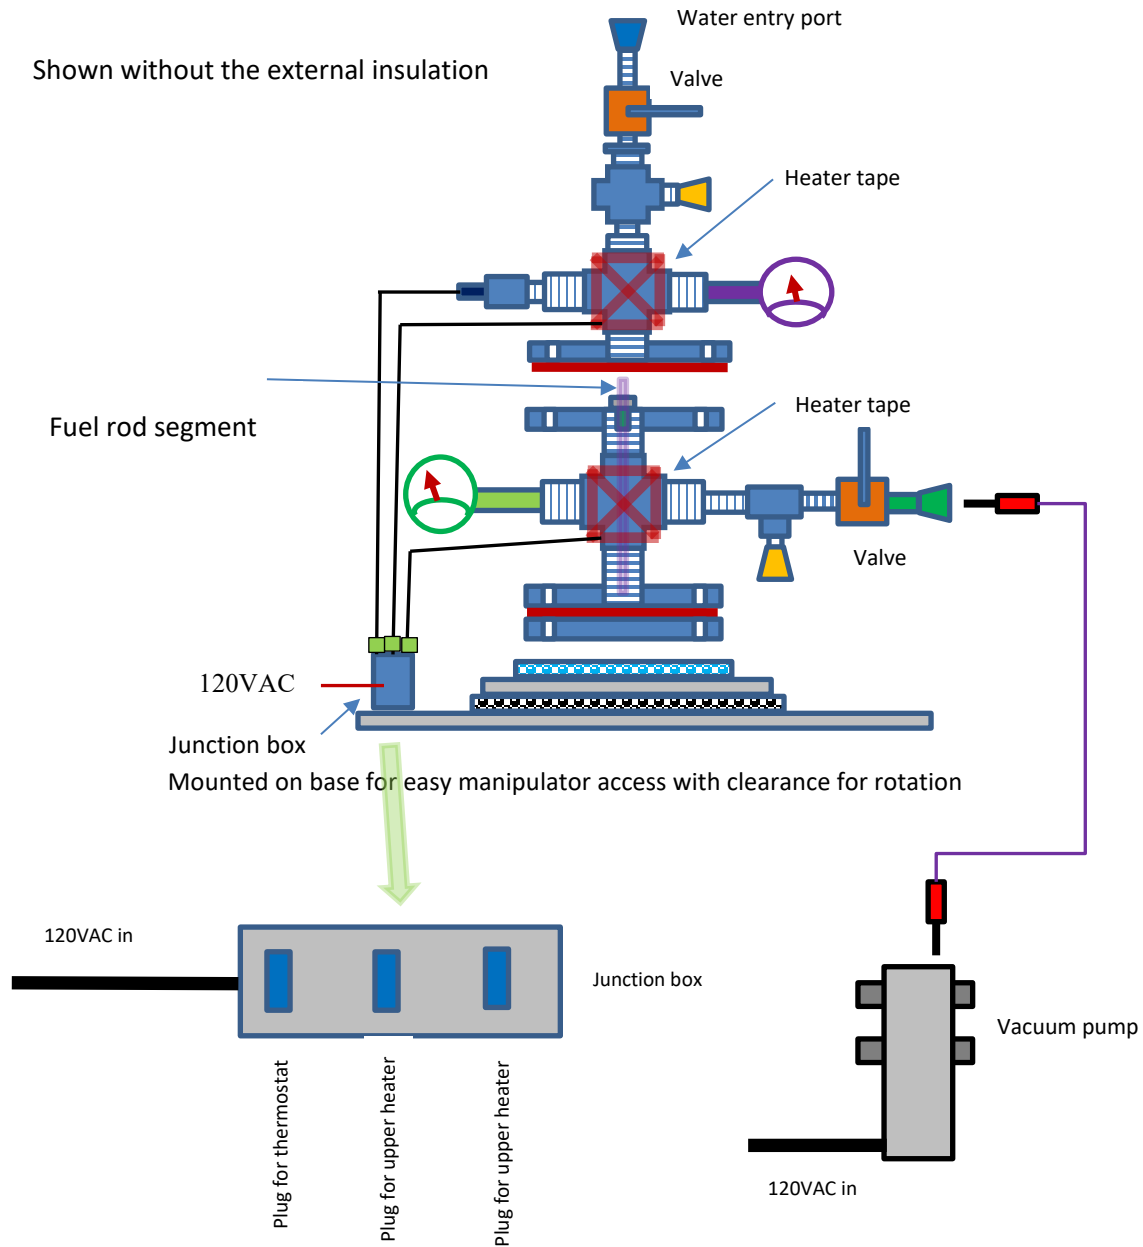 Water entry port
Shown without the external insulation
Valve
Heater tape
Heater tape
Fuel rod segment
Valve
120VAC
Junction box
Mounted on base for easy manipulator access with clearance for rotation
120VAC in
Junction box
Vacuum pump
Plug for thermostat
Plug for upper heater
Plug for upper heater
120VAC in